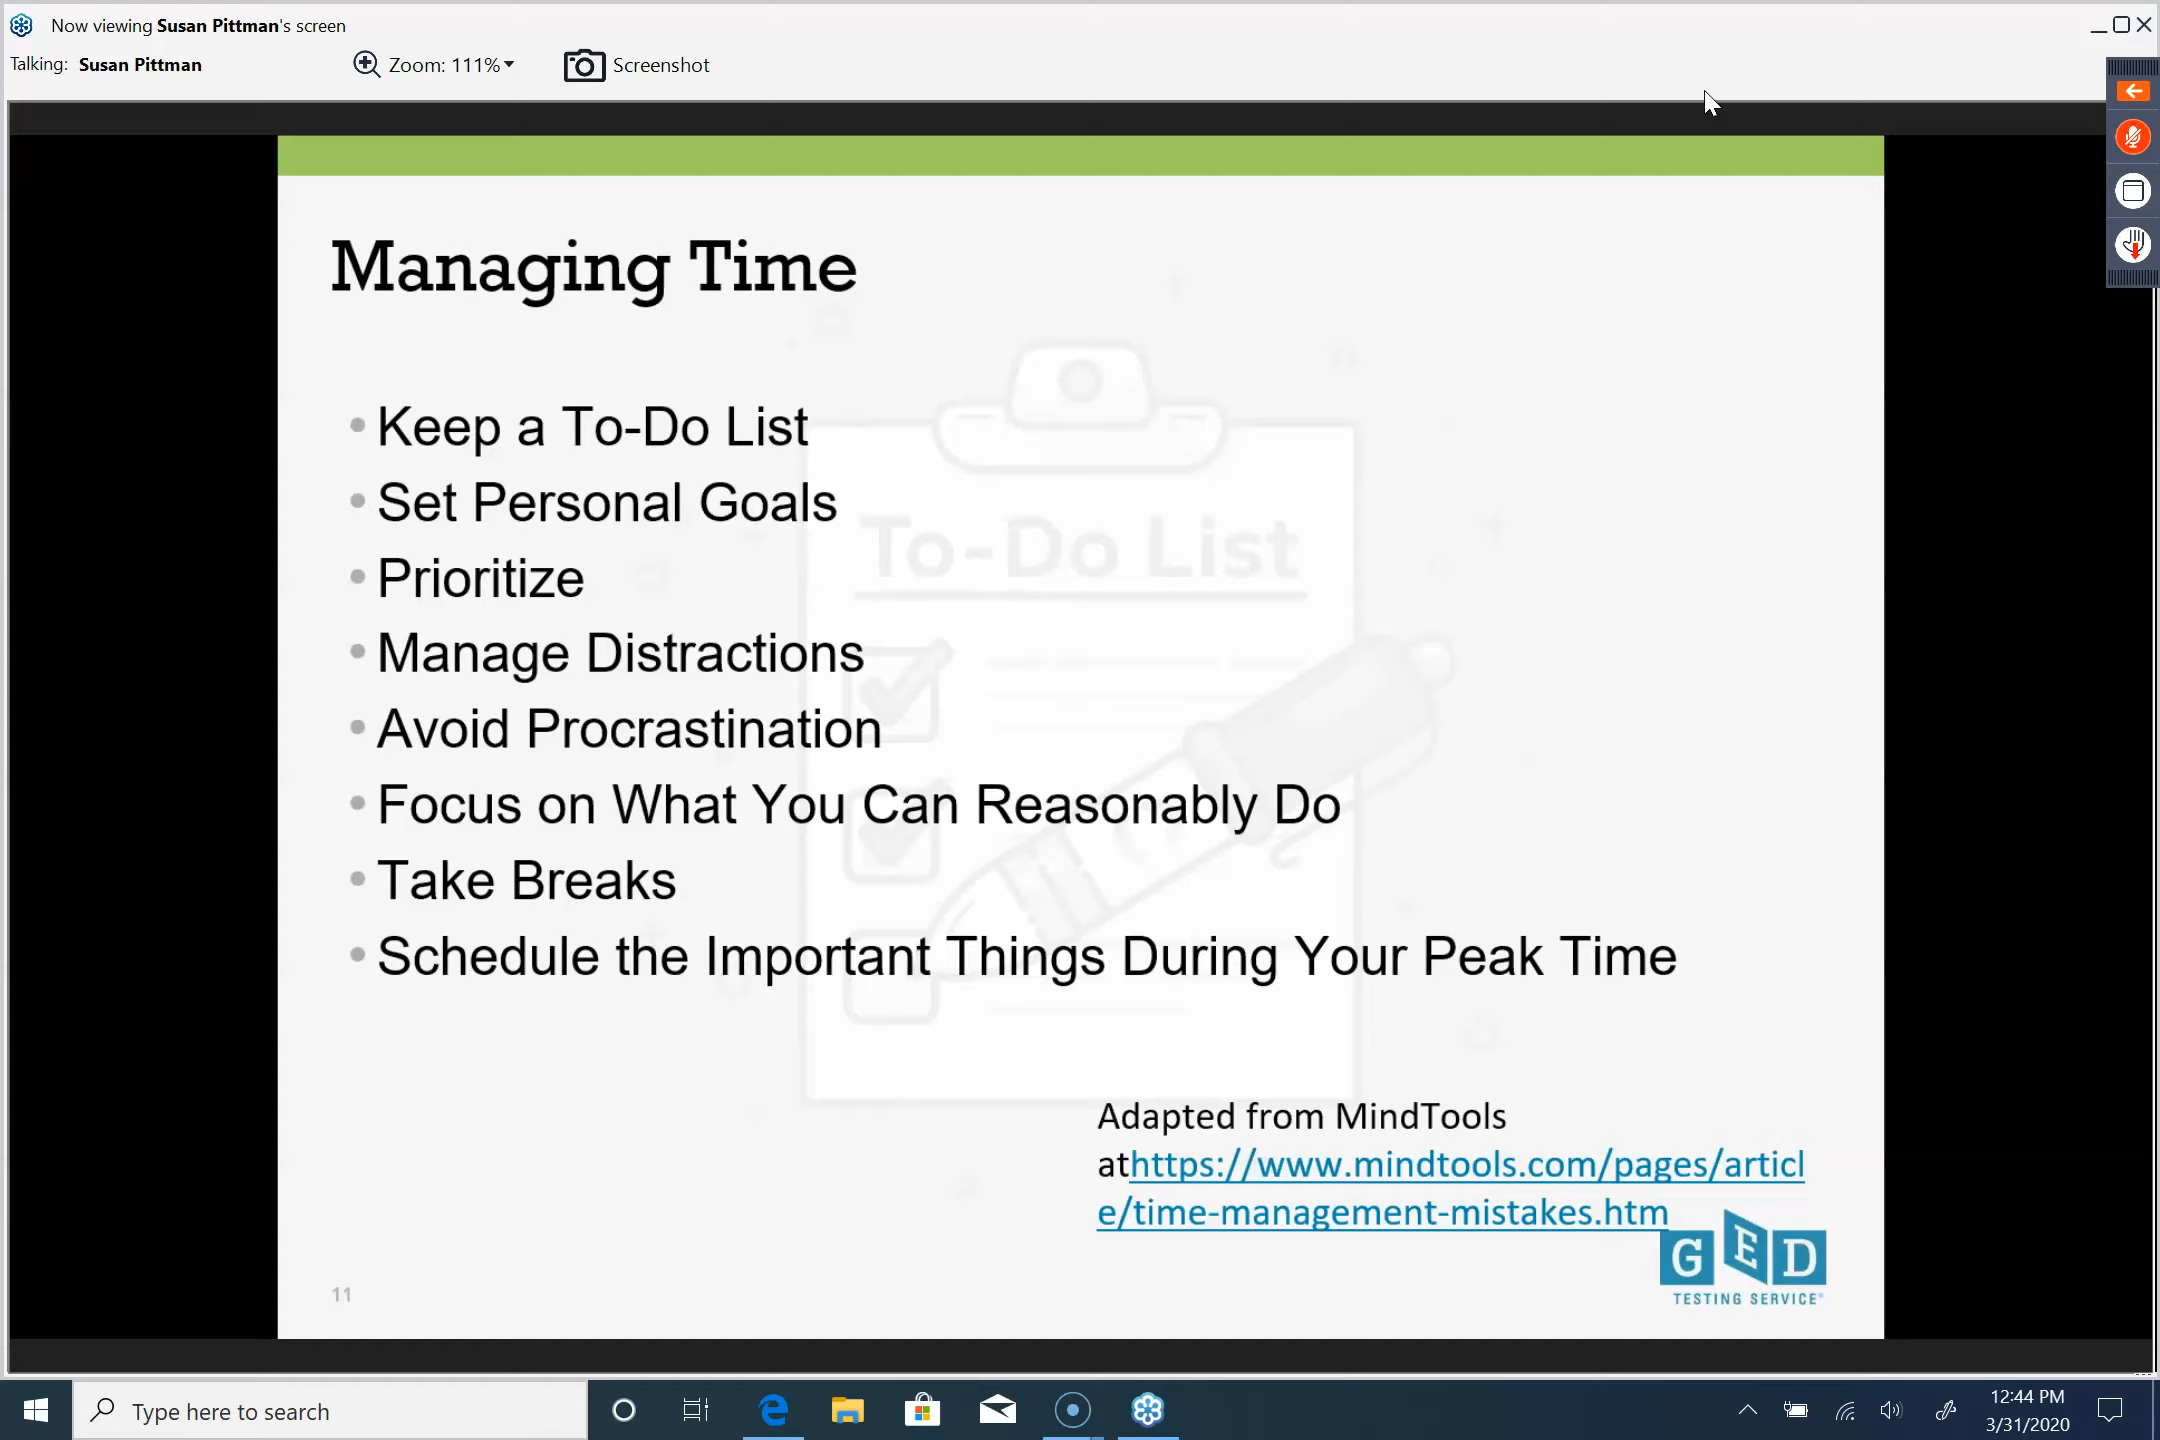 Now viewing Susan Pittman's screen
Talking: Susan Pittman
Zoom: 111%
Screenshot
Managing Time
• Keep a To-Do List
• Set Personal Goals
• Prioritize
• Manage Distractions
• Avoid Procrastination
• Focus on What You Can Reasonably Do
• Take Breaks
• Schedule the Important Things During Your Peak Time
To-Do List
Adapted from MindTools
athttps://www.mindtools.com/pages/articl
e/time-management-mistakes.htm
GED
TESTING SERVICE®
11
Type here to search
12:44 PM
3/31/2020